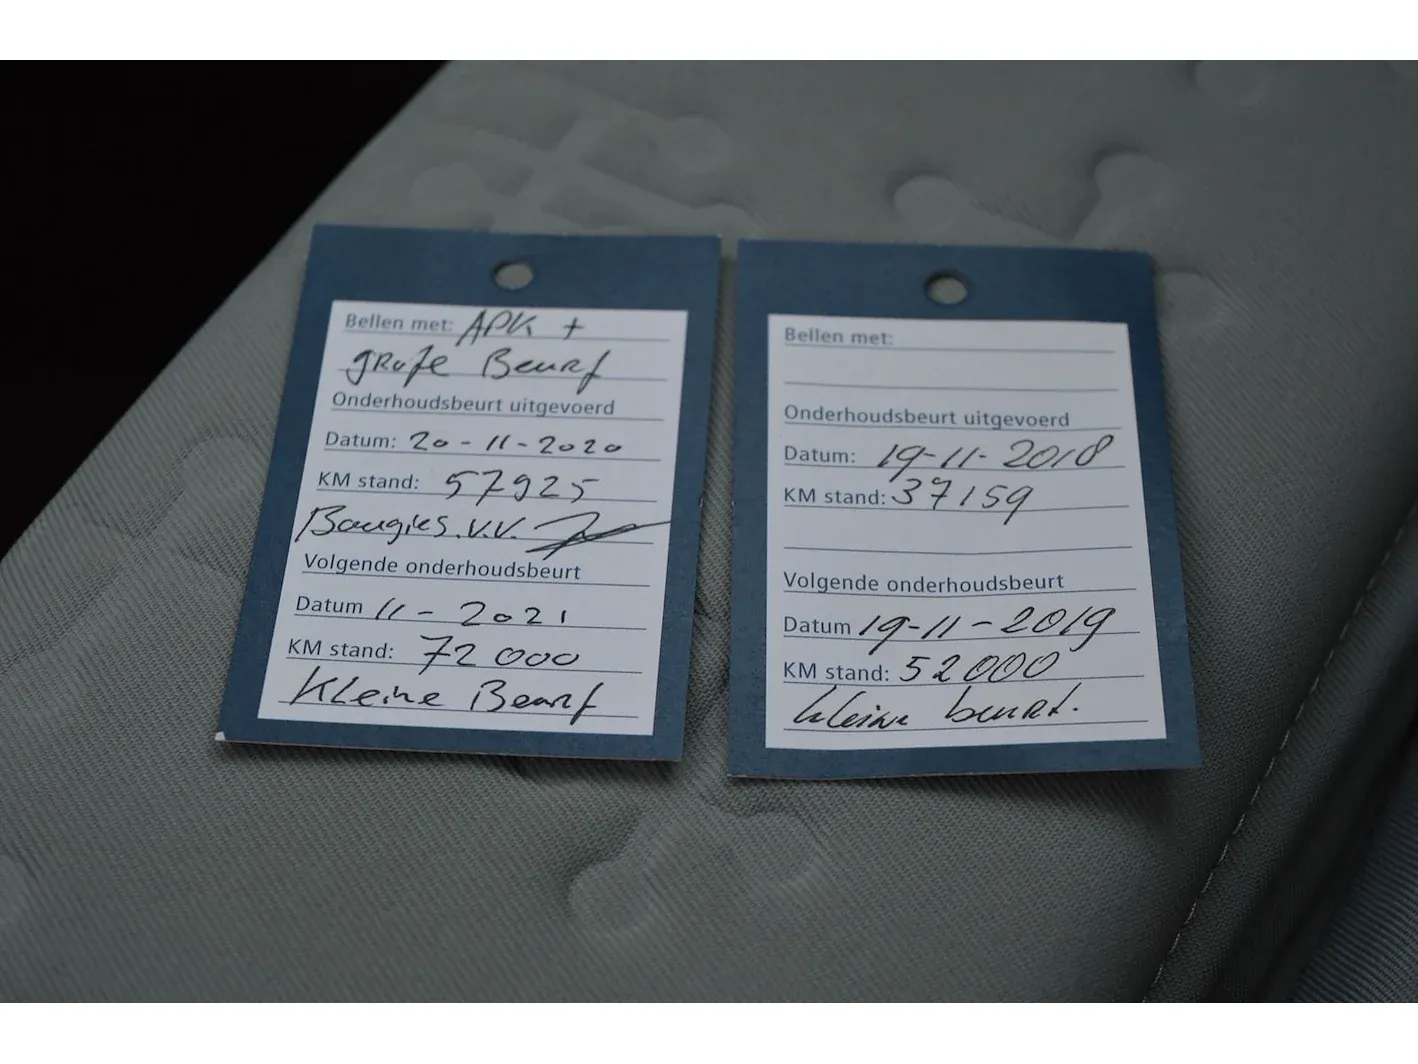 Bellen met: APK +
grote Beurt
Onderhoudsbeurt uitgevoerd
Datum: 20-11-2020
KM stand: 57925
Bougies.V.V.
Volgende onderhoudsbeurt
Datum 11-2021
KM stand: 72000
Kleine Beurt
Bellen met:
Onderhoudsbeurt uitgevoerd
Datum: 19-11-2018
KM stand: 37159
Volgende onderhoudsbeurt
Datum 19-11-2019
KM stand: 52000
kleine beurt.